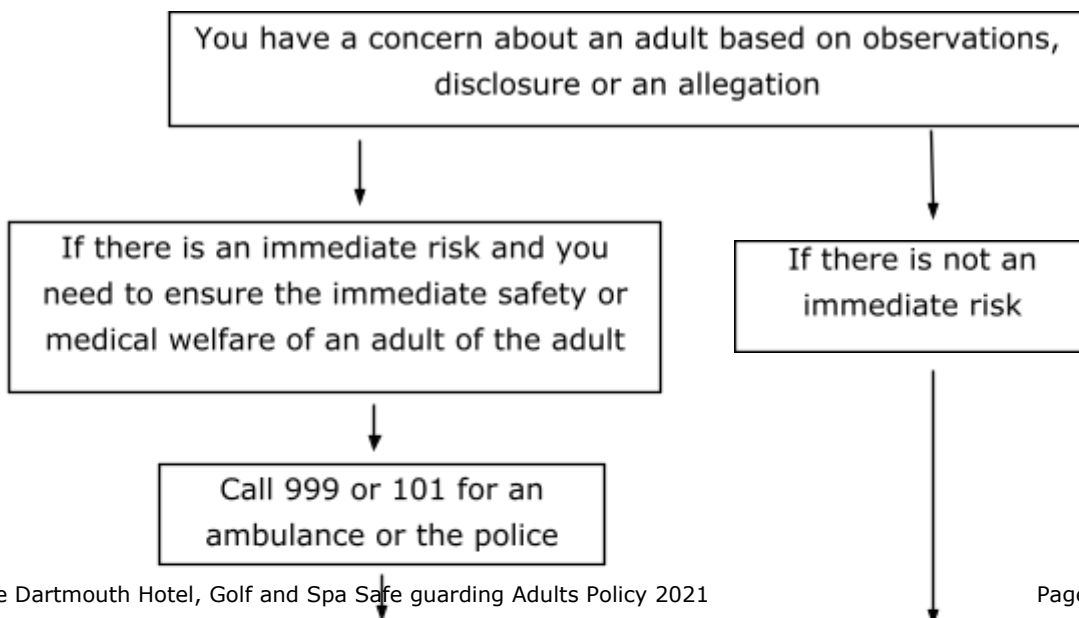 You have a concern about an adult based on observations,
disclosure or an allegation
If there is an immediate risk and you
need to ensure the immediate safety or
medical welfare of an adult of the adult
If there is not an
immediate risk
Call 999 or 101 for an
ambulance or the police
e Dartmouth Hotel, Golf and Spa Safe guarding Adults Policy 2021
Page